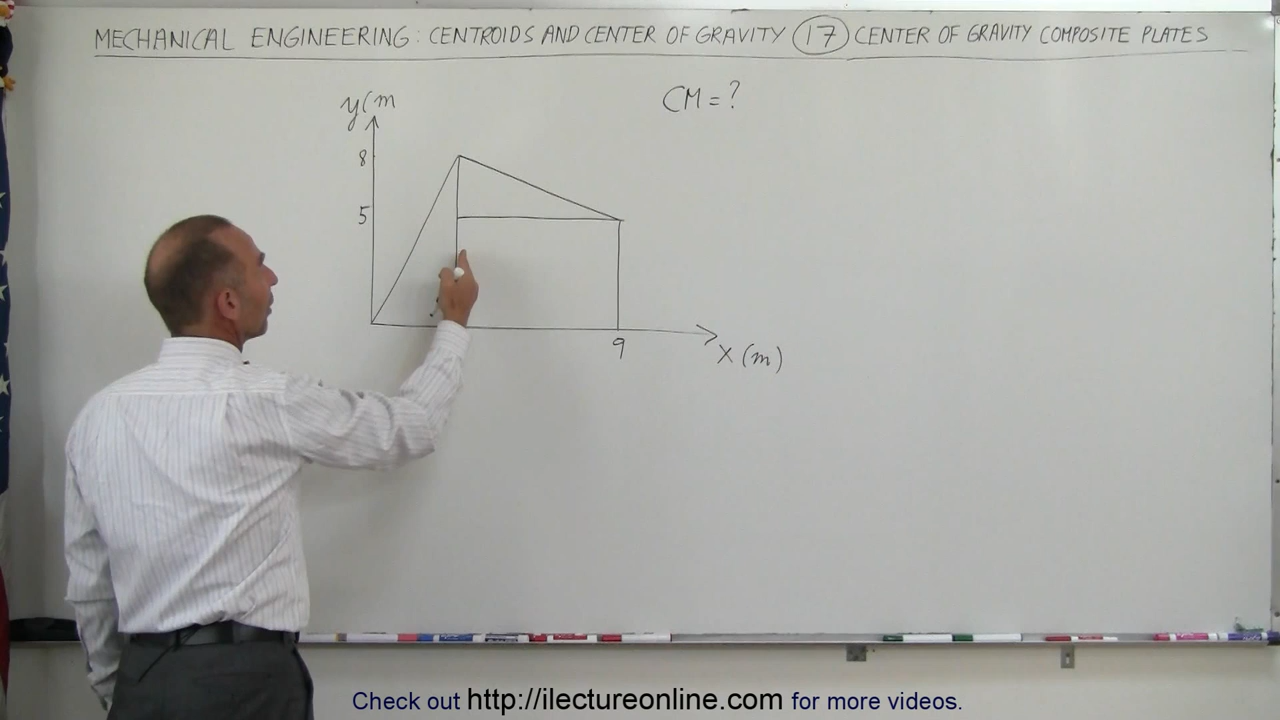 MECHANICAL ENGINEERING: CENTROIDS AND CENTER OF GRAVITY 17 CENTER OF GRAVITY COMPOSITE PLATES
CM = ?
y(m
8
5
9
X (m)
Check out http://ilectureonline.com for more videos.